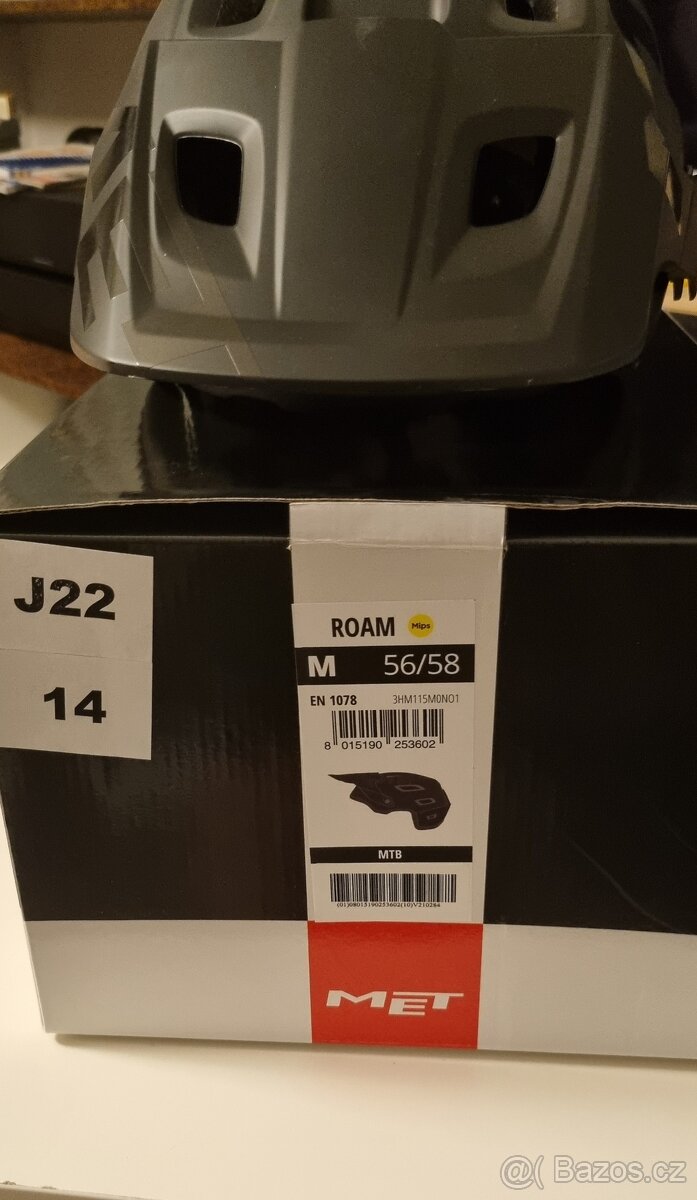 J22
14
ROAM Mips
M 56/58
EN 1078 3HM115M0NO1
8 015190 253602
MTB
(01)08015190253602(10)V210284
MET
@( Bazos.cz